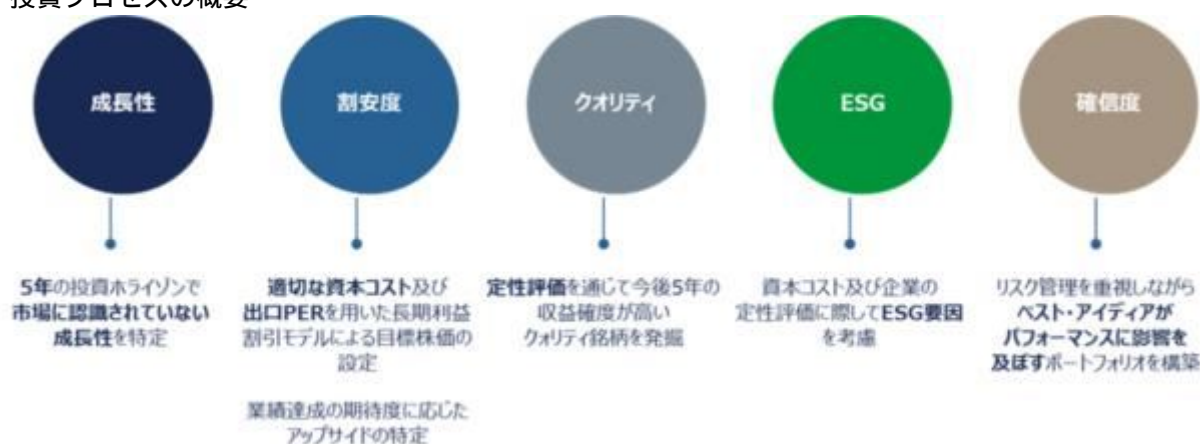 投資プロセスの概要
成長性
割安度
クオリティ
ESG
確信度
5年の投資ホライゾンで
市場に認識されていない
成長性を特定
適切な資本コスト及び
出口PERを用いた長期利益
割引モデルによる目標株価の
設定
業績達成の期待度に応じた
アップサイドの特定
定性評価を通じて今後5年の
収益確度が高い
クォリティ銘柄を発掘
資本コスト及び企業の
定性評価に際してESG要因
を考慮
リスク管理を重視しながら
ベスト・アイディアが
パフォーマンスに影響を
及ぼすポートフォリオを構築